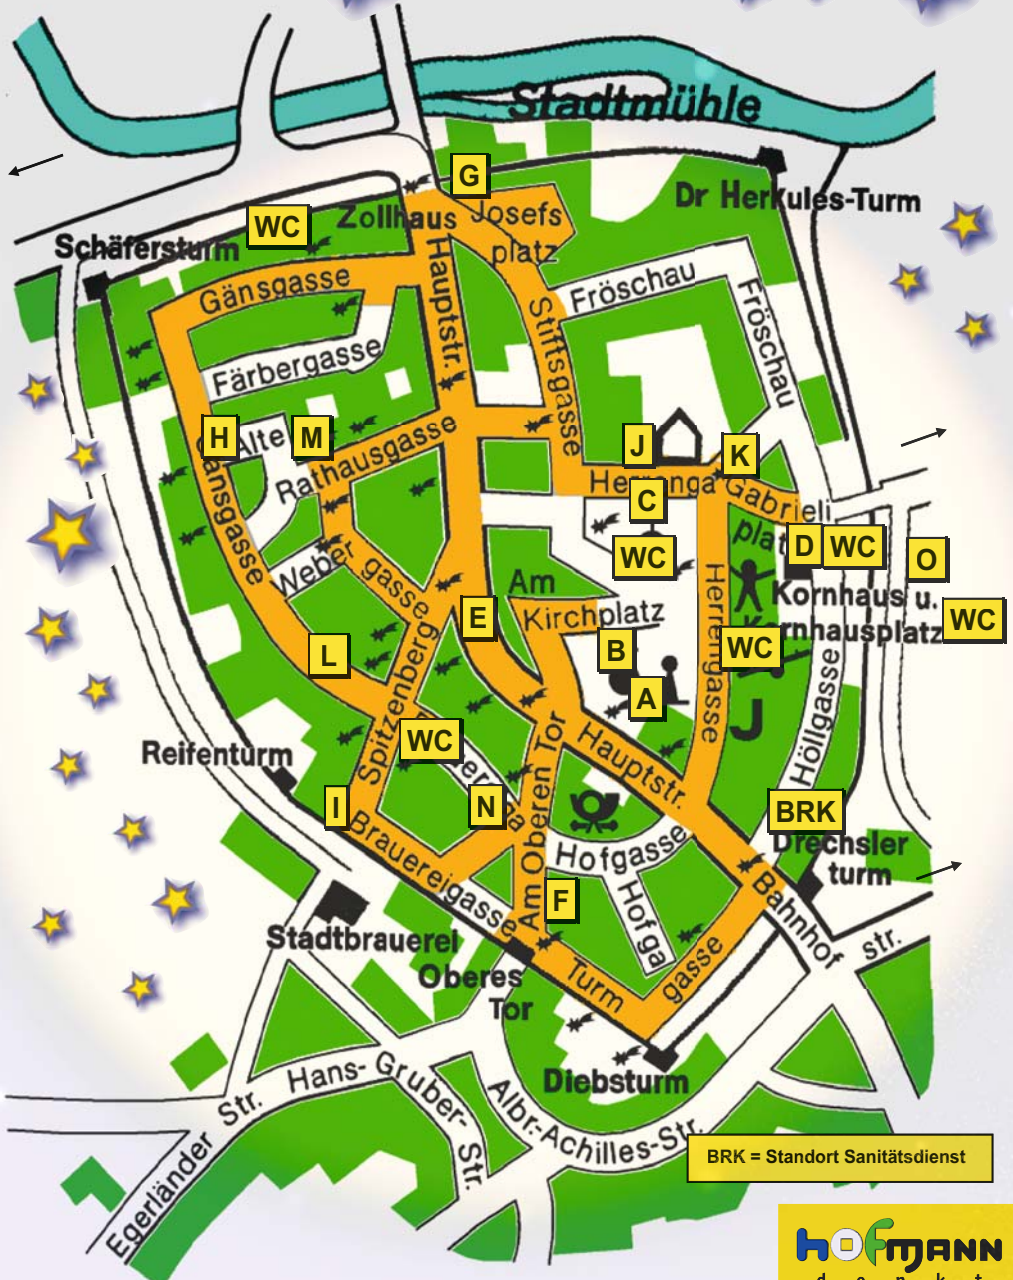 Stadtmühle
G
Dr Herkules-Turm
WC
Zollhaus
Josefs
platz
Schäfersturm
Gänsgasse
Hauptstr.
Fröschau
Fröschau
Stiftsgasse
Färbergasse
H
Alte
M
Rathausgasse
J
K
Gänsgasse
Herrenga
Gabrieli
C
platz
D
WC
O
WC
Weber
gasse
Am
Kirchplatz
E
Herrengasse
Kornhaus u.
Kornhausplatz
WC
WC
B
L
A
J
Spitzenberg
WC
Höllgasse
Reifenturm
Hauptstr.
I
N
BRK
Brauereigasse
Am Oberen Tor
Hofgasse
Hofga
Drechsler
turm
F
Bahnhof
str.
Stadtbrauerei
Oberes
Tor
Turm
gasse
Diebsturm
Hans-
Gruber-
Str.
Albr.-Achilles-Str.
Egerländer
Str.
BRK = Standort Sanitätsdienst
hofmann
d e n k t